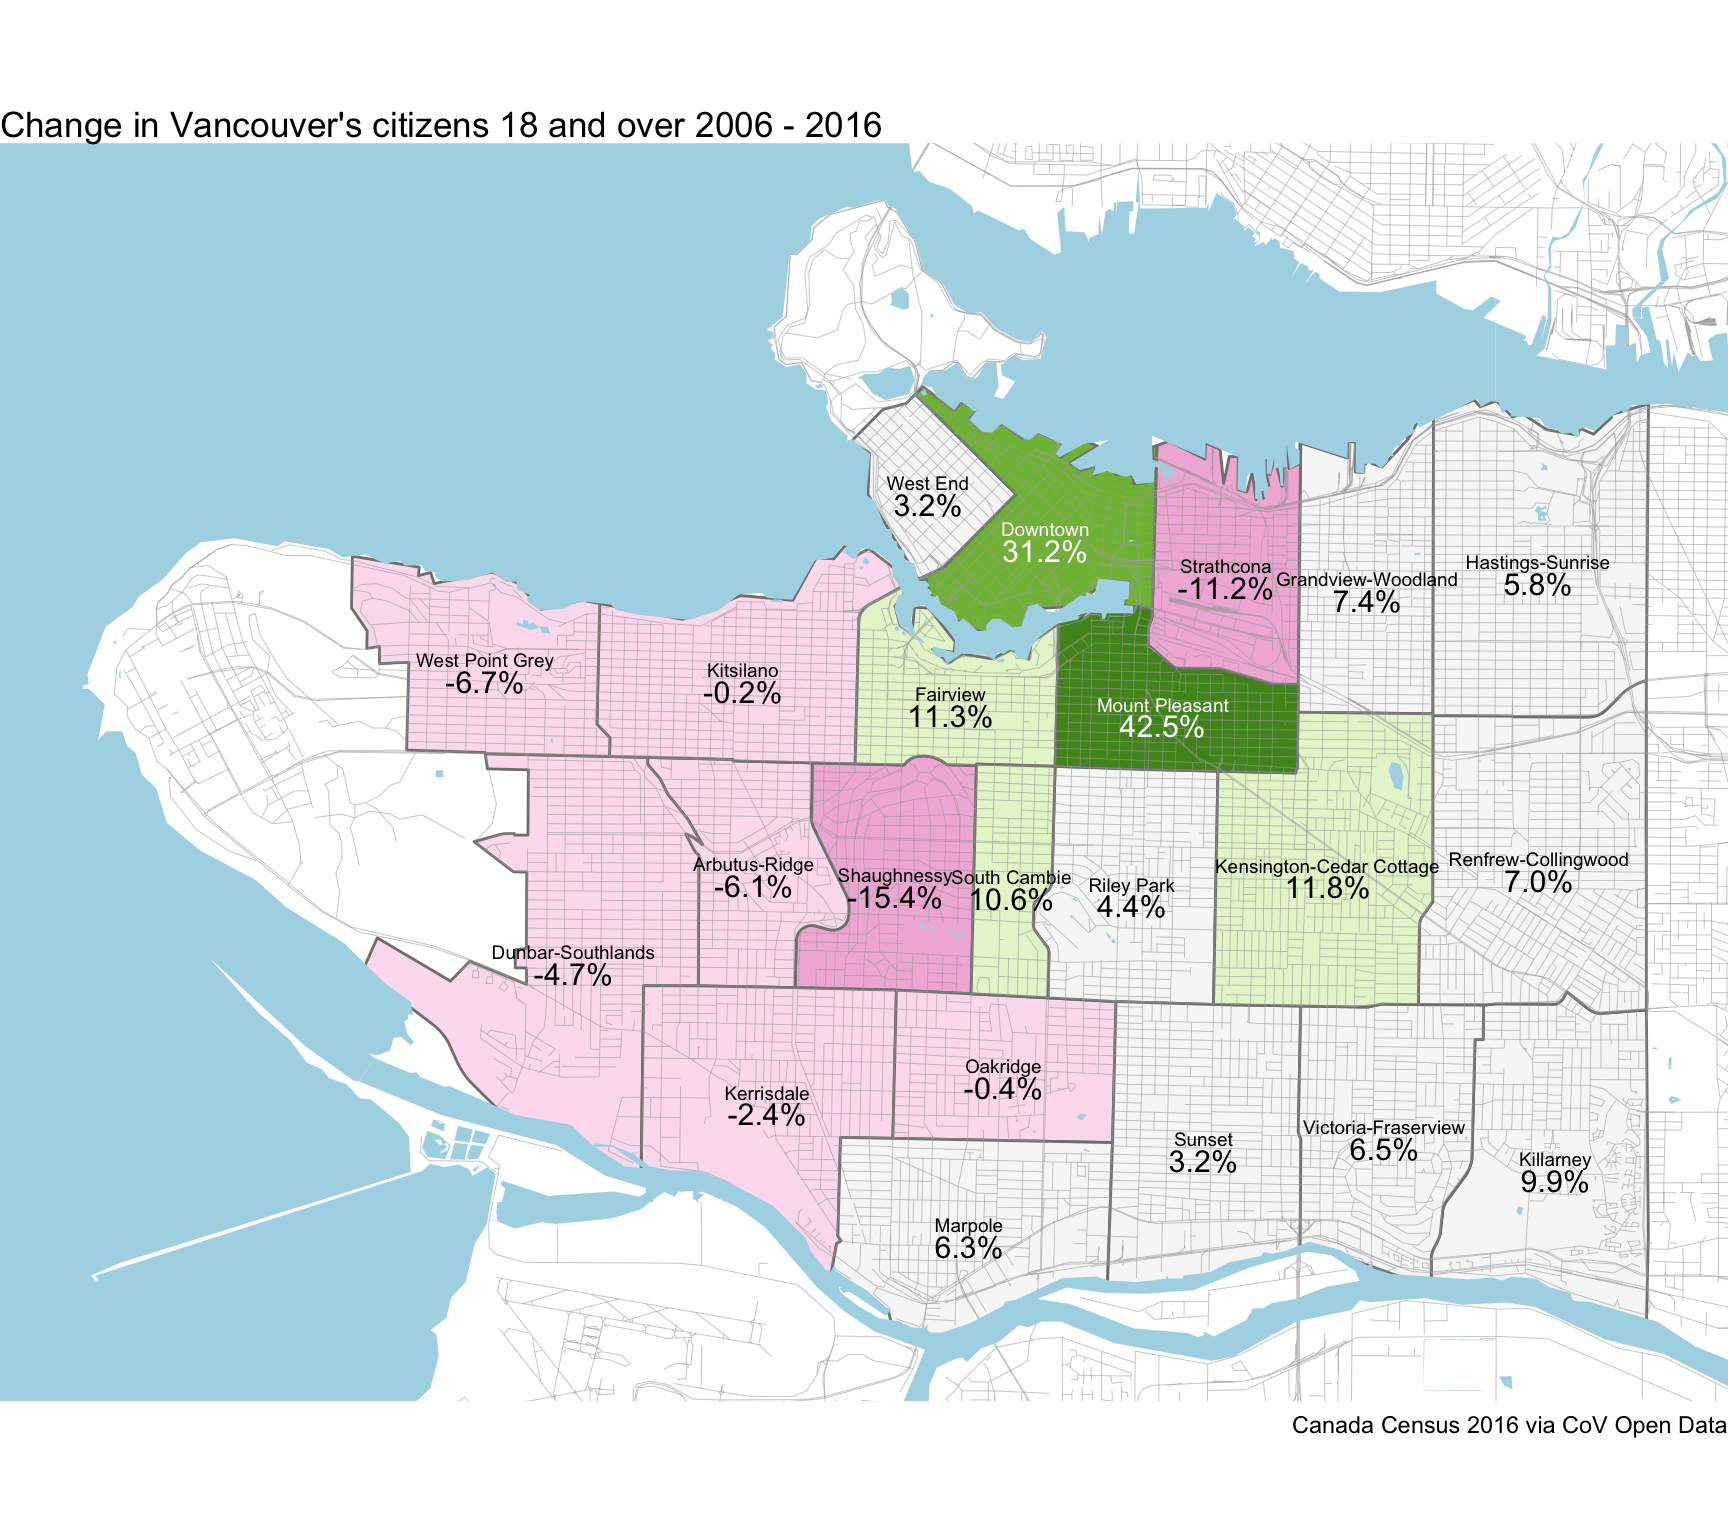 Change in Vancouver's citizens 18 and over 2006 - 2016
West End
3.2%
Downtown
31.2%
Strathcona
-11.2%
Grandview-Woodland
7.4%
Hastings-Sunrise
5.8%
West Point Grey
-6.7%
Kitsilano
-0.2%
Fairview
11.3%
Mount Pleasant
42.5%
Arbutus-Ridge
-6.1%
Shaughnessy
-15.4%
South Cambie
10.6%
Riley Park
4.4%
Kensington-Cedar Cottage
11.8%
Renfrew-Collingwood
7.0%
Dunbar-Southlands
-4.7%
Kerrisdale
-2.4%
Oakridge
-0.4%
Sunset
3.2%
Victoria-Fraserview
6.5%
Killarney
9.9%
Marpole
6.3%
Canada Census 2016 via CoV Open Data